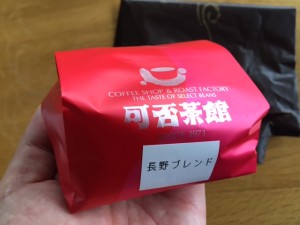 COFFEE SHOP & ROAST FACTORY
THE TASTE OF SELECT BEANS
可否茶館
1971
長野ブレンド